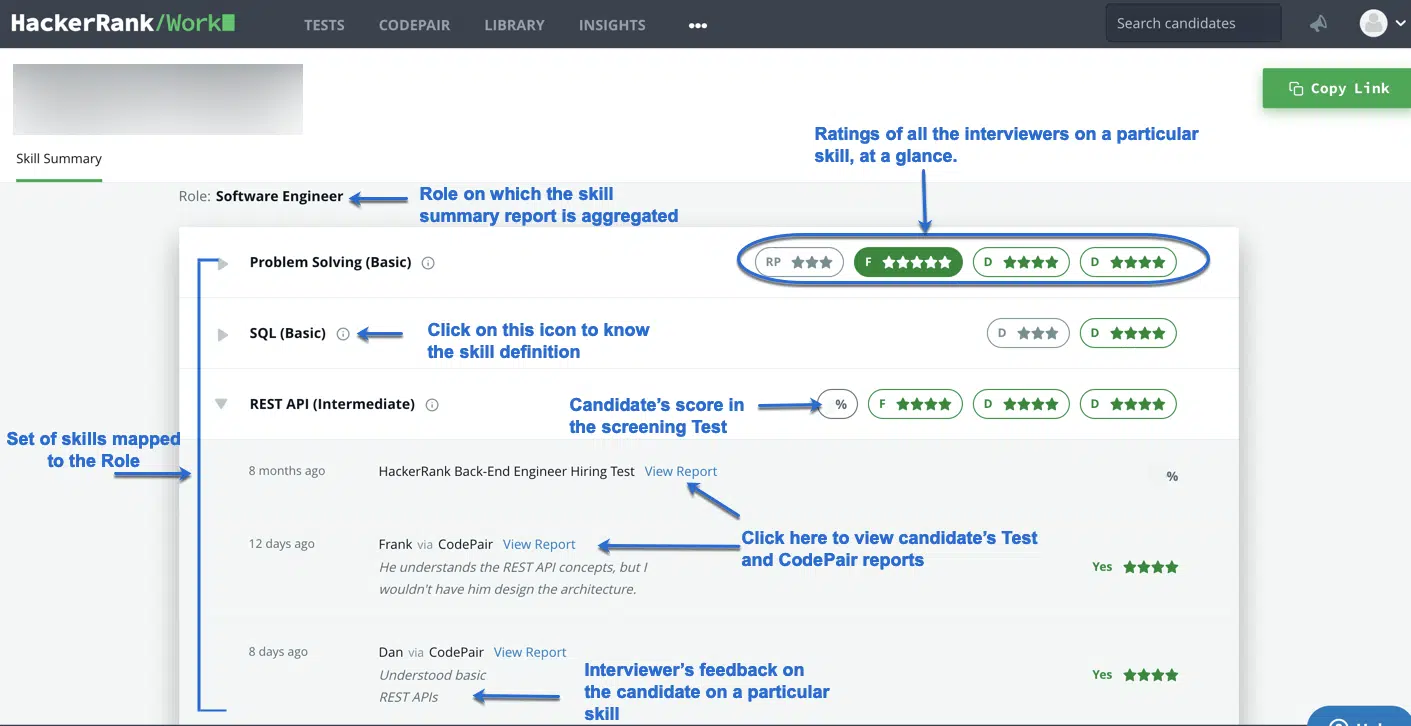 HackerRank/Work
TESTS CODEPAIR LIBRARY INSIGHTS •••
Search candidates
Copy Link
Skill Summary
Ratings of all the interviewers on a particular
skill, at a glance.
Role: Software Engineer
Role on which the skill
summary report is aggregated
Problem Solving (Basic)
RP ★★★ F ★★★★★ D ★★★★ D ★★★★
SQL (Basic)
Click on this icon to know
the skill definition
D ★★★ D ★★★★
REST API (Intermediate)
Candidate's score in
the screening Test
% F ★★★★ D ★★★★ D ★★★★
Set of skills mapped
to the Role
8 months ago
HackerRank Back-End Engineer Hiring Test View Report
%
Click here to view candidate's Test
and CodePair reports
12 days ago
Frank via CodePair View Report
He understands the REST API concepts, but I
wouldn't have him design the architecture.
Yes ★★★★
8 days ago
Dan via CodePair View Report
Understood basic
REST APIs
Yes ★★★★
Interviewer's feedback on
the candidate on a particular
skill